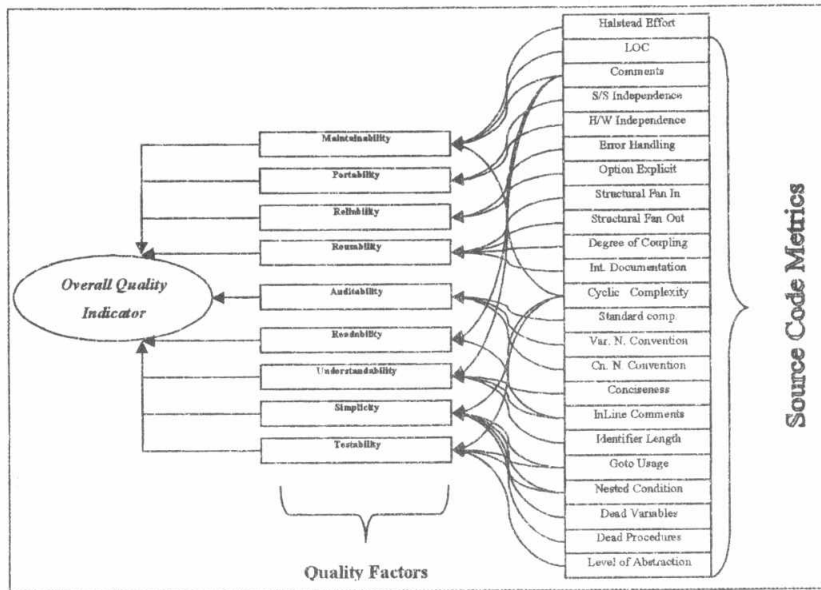 Halstead Effort
LOC
Comments
S/S Independence
H/W Independence
Error Handling
Option Explicit
Structural Fan In
Structural Fan Out
Degree of Coupling
Int. Documentation
Cyclic Complexity
Standard comp.
Var. N. Convention
Cn. N. Convention
Conciseness
InLine Comments
Identifier Length
Goto Usage
Nested Condition
Dead Variables
Dead Procedures
Level of Abstraction
Source Code Metrics
Maintainability
Portability
Reliability
Reusability
Auditability
Readability
Understandability
Simplicity
Testability
Quality Factors
Overall Quality
Indicator